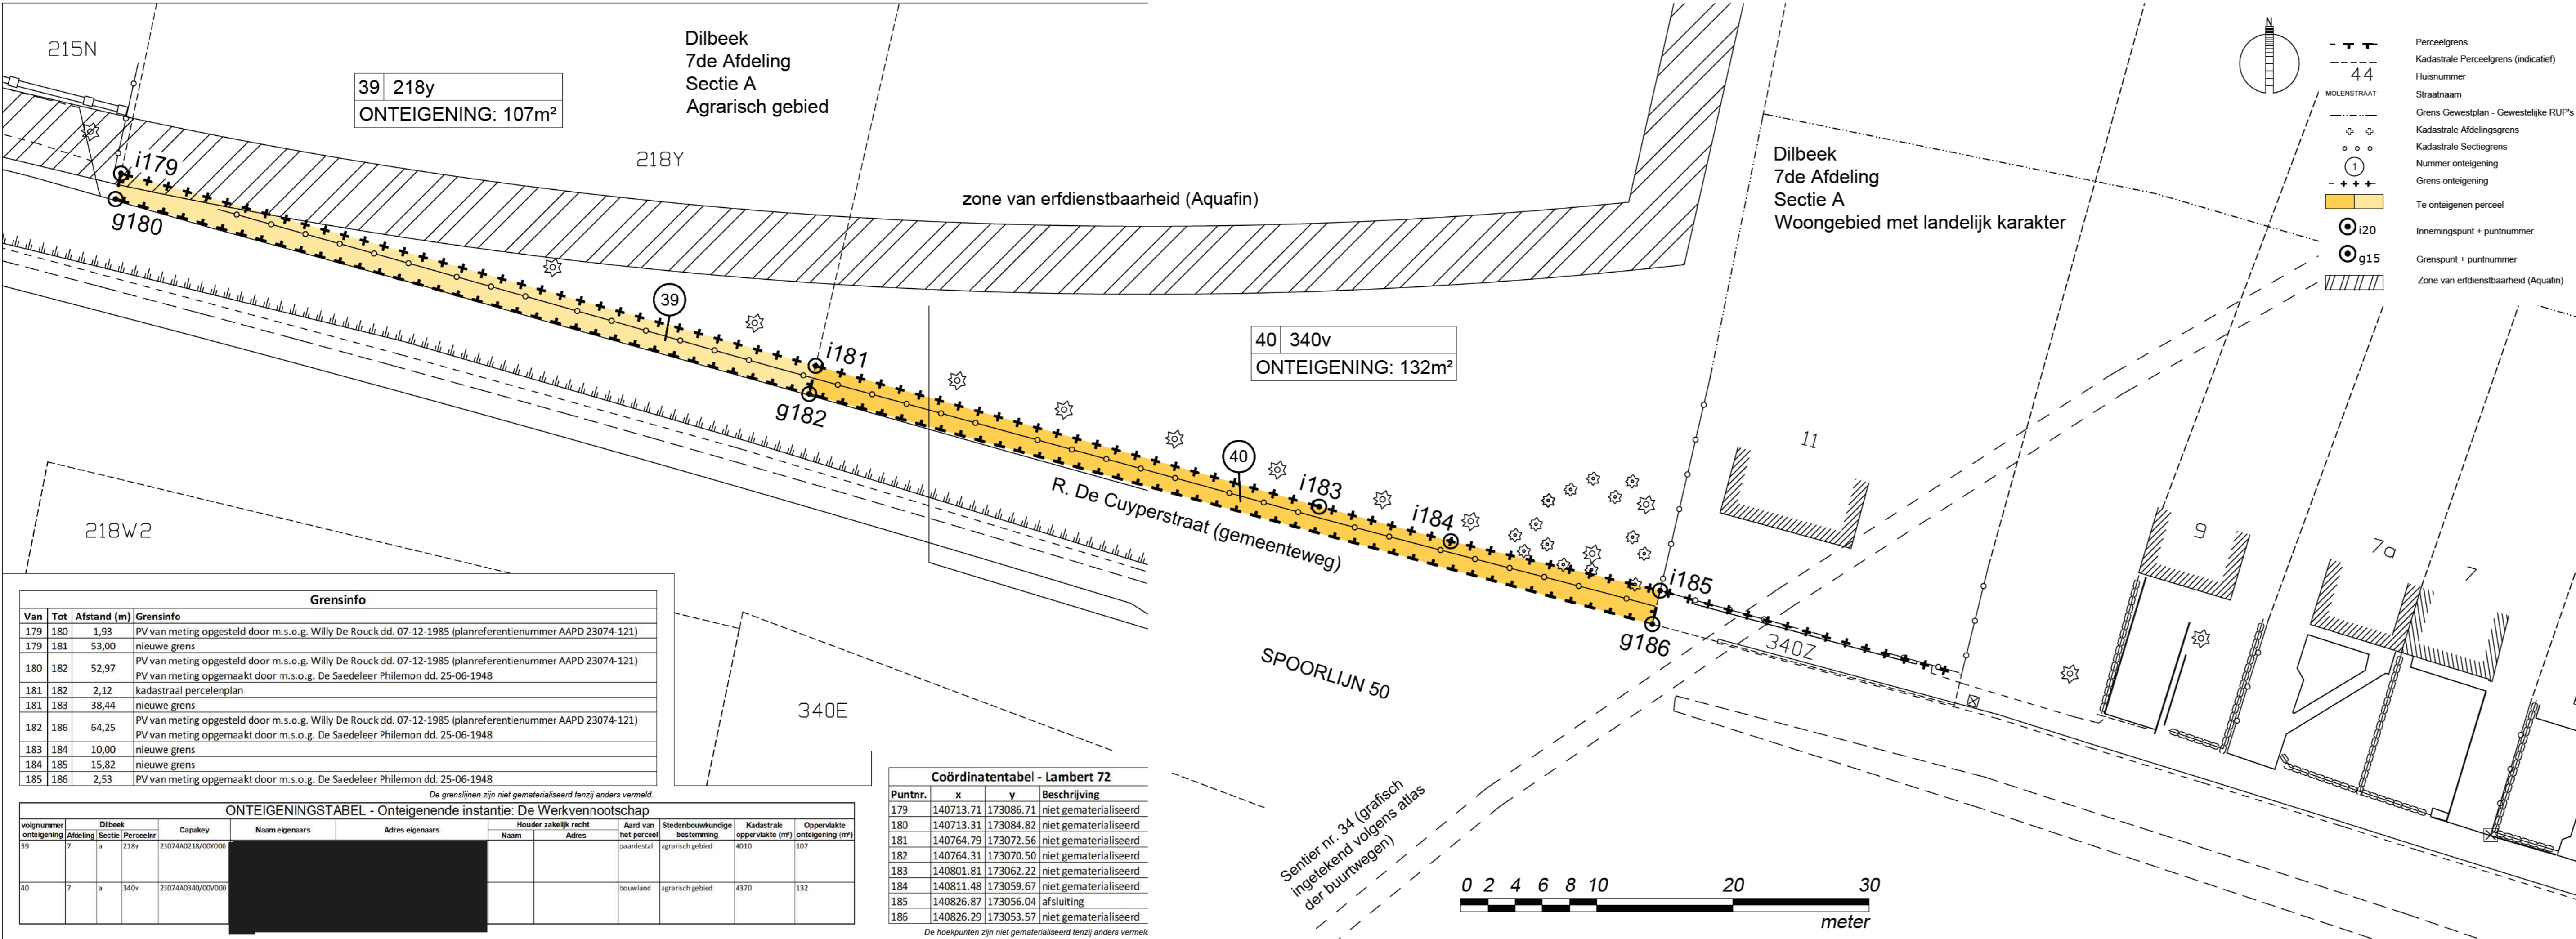 215N
39 218y
ONTEIGENING: 107m²
Dilbeek
7de Afdeling
Sectie A
Agrarisch gebied
218Y
zone van erfdienstbaarheid (Aquafin)
i179
g180
39
i181
g182
40 340v
ONTEIGENING: 132m²
40
i183
i184
i185
g186
R. De Cuyperstraat (gemeenteweg)
SPOORLIJN 50
340Z
Dilbeek
7de Afdeling
Sectie A
Woongebied met landelijk karakter
11
9
7a
7
218W2
340E
Sentier nr. 34 (grafisch
ingetekend volgens atlas
der buurtwegen)
N
Perceelgrens
Kadastrale Perceelgrens (indicatief)
44 Huisnummer
MOLENSTRAAT Straatnaam
Grens Gewestplan - Gewestelijke RUP's
Kadastrale Afdelingsgrens
Kadastrale Sectiegrens
1 Nummer onteigening
Grens onteigening
Te onteigenen perceel
i20 Innemingspunt + puntnummer
g15 Grenspunt + puntnummer
Zone van erfdienstbaarheid (Aquafin)
Grensinfo
Van Tot Afstand (m) Grensinfo
179 180 1,93 PV van meting opgesteld door m.s.o.g. Willy De Rouck dd. 07-12-1985 (planreferentienummer AAPD 23074-121)
179 181 53,00 nieuwe grens
180 182 52,97 PV van meting opgesteld door m.s.o.g. Willy De Rouck dd. 07-12-1985 (planreferentienummer AAPD 23074-121)
PV van meting opgemaakt door m.s.o.g. De Saedeleer Philemon dd. 25-06-1948
181 182 2,12 kadastraal percelenplan
181 183 38,44 nieuwe grens
182 186 64,25 PV van meting opgesteld door m.s.o.g. Willy De Rouck dd. 07-12-1985 (planreferentienummer AAPD 23074-121)
PV van meting opgemaakt door m.s.o.g. De Saedeleer Philemon dd. 25-06-1948
183 184 10,00 nieuwe grens
184 185 15,82 nieuwe grens
185 186 2,53 PV van meting opgemaakt door m.s.o.g. De Saedeleer Philemon dd. 25-06-1948
De grenslijnen zijn niet gematerialiseerd tenzij anders vermeld.
ONTEIGENINGSTABEL - Onteigenende instantie: De Werkvennootschap
volgnummer onteigening Dilbeek Afdeling Sectie Perceelnr Capakey Naam eigenaars Adres eigenaars Houder zakelijk recht Naam Adres Aard van het perceel Stedenbouwkundige bestemming Kadastrale oppervlakte (m²) Oppervlakte onteigening (m²)
39 7 a 218y 23074A0218/00Y000 paardestal agrarisch gebied 4010 107
40 7 a 340v 23074A0340/00V000 bouwland agrarisch gebied 4370 132
Coördinatentabel - Lambert 72
Puntnr. x y Beschrijving
179 140713.71 173086.71 niet gematerialiseerd
180 140713.31 173084.82 niet gematerialiseerd
181 140764.79 173072.56 niet gematerialiseerd
182 140764.31 173070.50 niet gematerialiseerd
183 140801.81 173062.22 niet gematerialiseerd
184 140811.48 173059.67 niet gematerialiseerd
185 140826.87 173056.04 afsluiting
186 140826.29 173053.57 niet gematerialiseerd
De hoekpunten zijn niet gematerialiseerd tenzij anders vermeld
0 2 4 6 8 10 20 30
meter